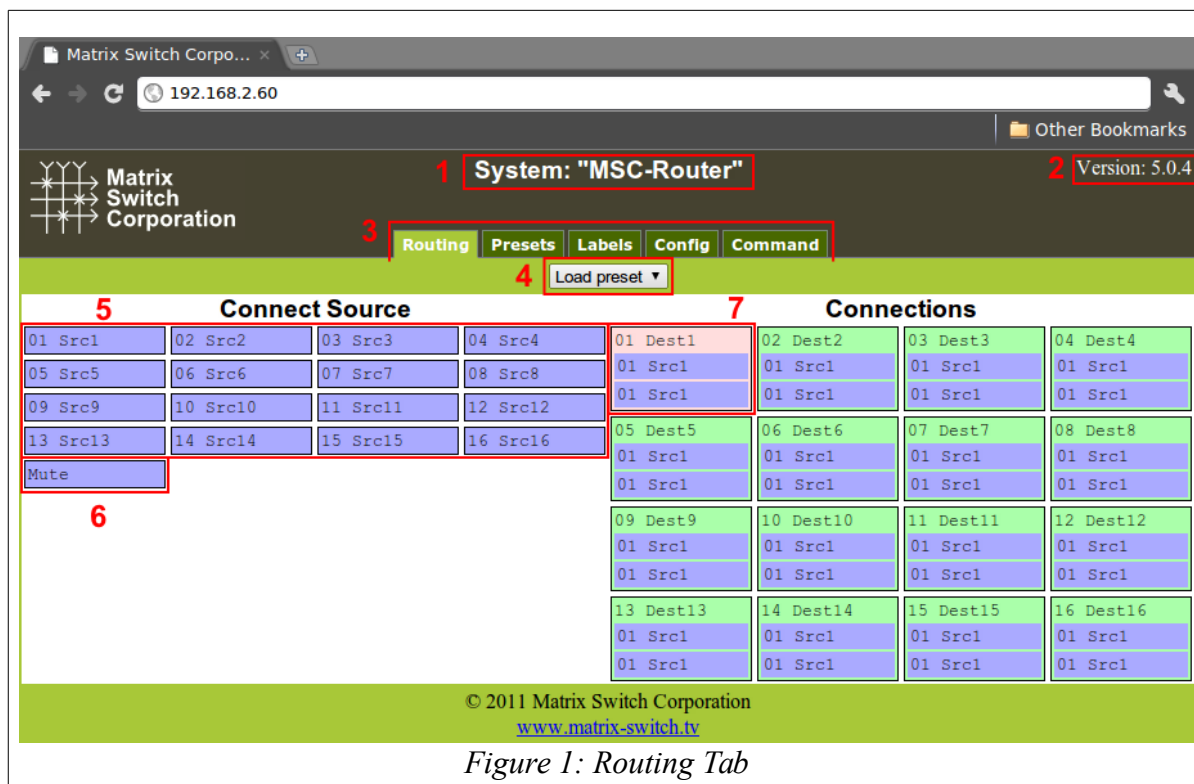 Matrix Switch Corpo... ×
192.168.2.60
Other Bookmarks
Matrix
Switch
Corporation
1 System: "MSC-Router"
2 Version: 5.0.4
3 Routing Presets Labels Config Command
4 Load preset ▼
5 Connect Source
7 Connections
01 Src1 02 Src2 03 Src3 04 Src4
05 Src5 06 Src6 07 Src7 08 Src8
09 Src9 10 Src10 11 Src11 12 Src12
13 Src13 14 Src14 15 Src15 16 Src16
Mute
6
01 Dest1 02 Dest2 03 Dest3 04 Dest4
01 Src1 01 Src1 01 Src1 01 Src1
01 Src1 01 Src1 01 Src1 01 Src1
05 Dest5 06 Dest6 07 Dest7 08 Dest8
01 Src1 01 Src1 01 Src1 01 Src1
01 Src1 01 Src1 01 Src1 01 Src1
09 Dest9 10 Dest10 11 Dest11 12 Dest12
01 Src1 01 Src1 01 Src1 01 Src1
01 Src1 01 Src1 01 Src1 01 Src1
13 Dest13 14 Dest14 15 Dest15 16 Dest16
01 Src1 01 Src1 01 Src1 01 Src1
01 Src1 01 Src1 01 Src1 01 Src1
© 2011 Matrix Switch Corporation
www.matrix-switch.tv
Figure 1: Routing Tab